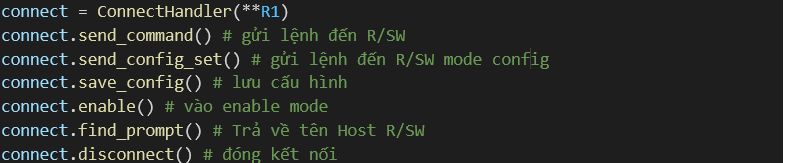 connect = ConnectHandler(**R1)
connect.send_command() # gửi lệnh đến R/SW
connect.send_config_set() # gửi lệnh đến R/SW mode config
connect.save_config() # lưu cấu hình
connect.enable() # vào enable mode
connect.find_prompt() # Trả về tên Host R/SW
connect.disconnect() # đóng kết nối